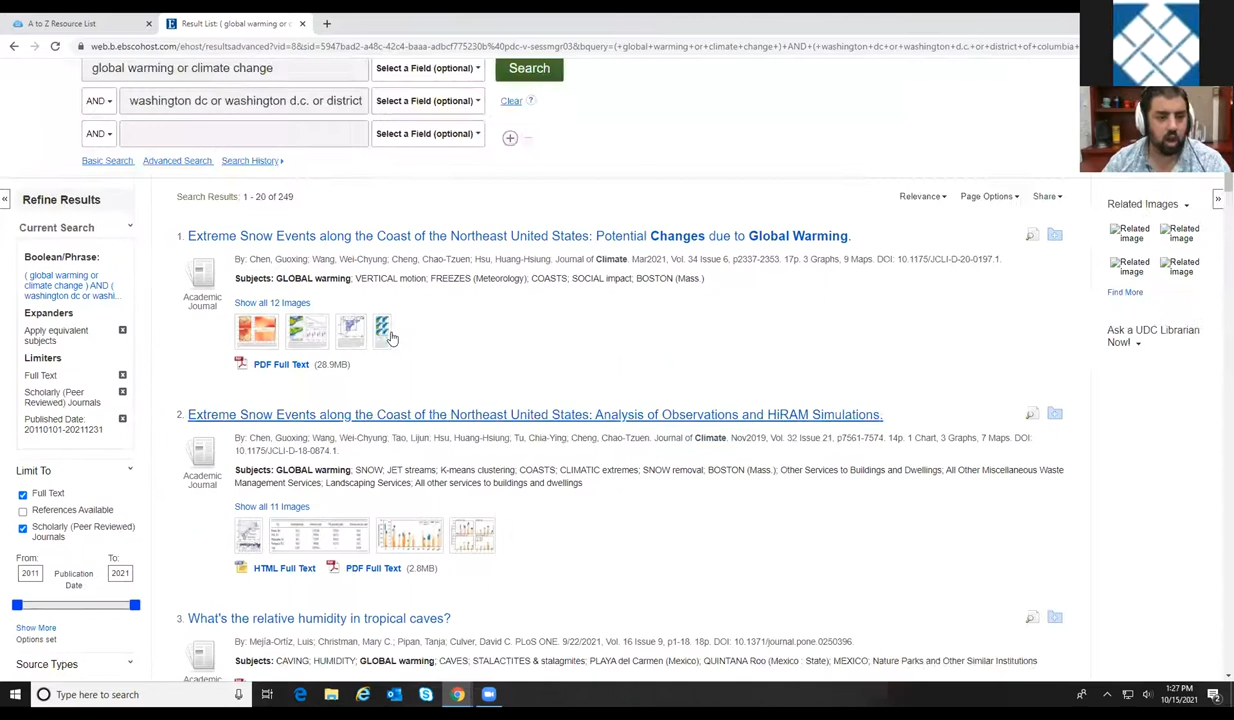 A to Z Resource List
Result List: ( global warming or c
web.b.ebscohost.com/ehost/resultsadvanced?vid=8&sid=5947bad2-a48c-42c4-baaa-adbcf775230b%40pdc-v-sessmgr03&bquery=(+global+warming+or+climate+change+)+AND+(+washington+dc+or+washington+d.c.+or+district+of+columbia
global warming or climate change
Select a Field (optional)
Search
AND
washington dc or washington d.c. or district
Select a Field (optional)
Clear
AND
Select a Field (optional)
Basic Search
Advanced Search
Search History
Refine Results
Search Results: 1 - 20 of 249
Relevance
Page Options
Share
Current Search
Boolean/Phrase:
( global warming or
climate change ) AND (
washington dc or washi...
Expanders
Apply equivalent
subjects
Limiters
Full Text
Scholarly (Peer
Reviewed) Journals
Published Date:
20110101-20211231
Limit To
Full Text
References Available
Scholarly (Peer Reviewed)
Journals
From:
To:
2011
Publication
Date
2021
Show More
Options set
Source Types
1. Extreme Snow Events along the Coast of the Northeast United States: Potential Changes due to Global Warming.
By: Chen, Guoxing; Wang, Wei-Chyung; Cheng, Chao-Tzuen; Hsu, Huang-Hsiung. Journal of Climate. Mar2021, Vol. 34 Issue 6, p2337-2353. 17p. 3 Graphs, 9 Maps. DOI: 10.1175/JCLI-D-20-0197.1.
Academic
Journal
Subjects: GLOBAL warming; VERTICAL motion; FREEZES (Meteorology); COASTS; SOCIAL impact; BOSTON (Mass.)
Show all 12 Images
PDF Full Text (28.9MB)
2. Extreme Snow Events along the Coast of the Northeast United States: Analysis of Observations and HiRAM Simulations.
By: Chen, Guoxing; Wang, Wei-Chyung; Tao, Lijun; Hsu, Huang-Hsiung; Tu, Chia-Ying; Cheng, Chao-Tzuen. Journal of Climate. Nov2019, Vol. 32 Issue 21, p7561-7574. 14p. 1 Chart, 3 Graphs, 7 Maps. DOI:
10.1175/JCLI-D-18-0874.1.
Academic
Journal
Subjects: GLOBAL warming; SNOW; JET streams; K-means clustering; COASTS; CLIMATIC extremes; SNOW removal; BOSTON (Mass.); Other Services to Buildings and Dwellings; All Other Miscellaneous Waste
Management Services; Landscaping Services; All other services to buildings and dwellings
Show all 11 Images
HTML Full Text
PDF Full Text (2.8MB)
3. What's the relative humidity in tropical caves?
By: Mejía-Ortíz, Luis; Christman, Mary C.; Pipan, Tanja; Culver, David C. PLoS ONE. 9/22/2021, Vol. 16 Issue 9, p1-18. 18p. DOI: 10.1371/journal.pone.0250396.
Subjects: CAVING; HUMIDITY; GLOBAL warming; CAVES; STALACTITES & stalagmites; PLAYA del Carmen (Mexico); QUINTANA Roo (Mexico : State); MEXICO; Nature Parks and Other Similar Institutions
Related Images
Related
image
Related
image
Related
image
Related
image
Find More
Ask a UDC Librarian
Now!
Type here to search
1:27 PM
10/15/2021